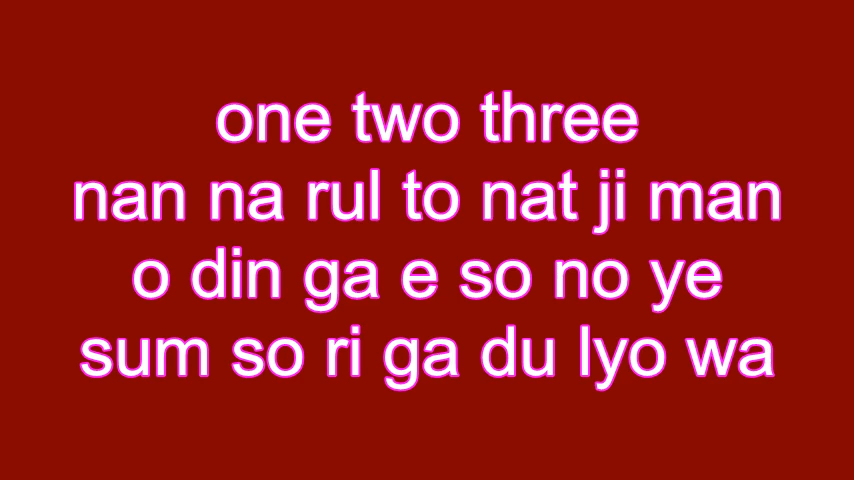 one two three
nan na rul to nat ji man
o din ga e so no ye
sum so ri ga du lyo wa